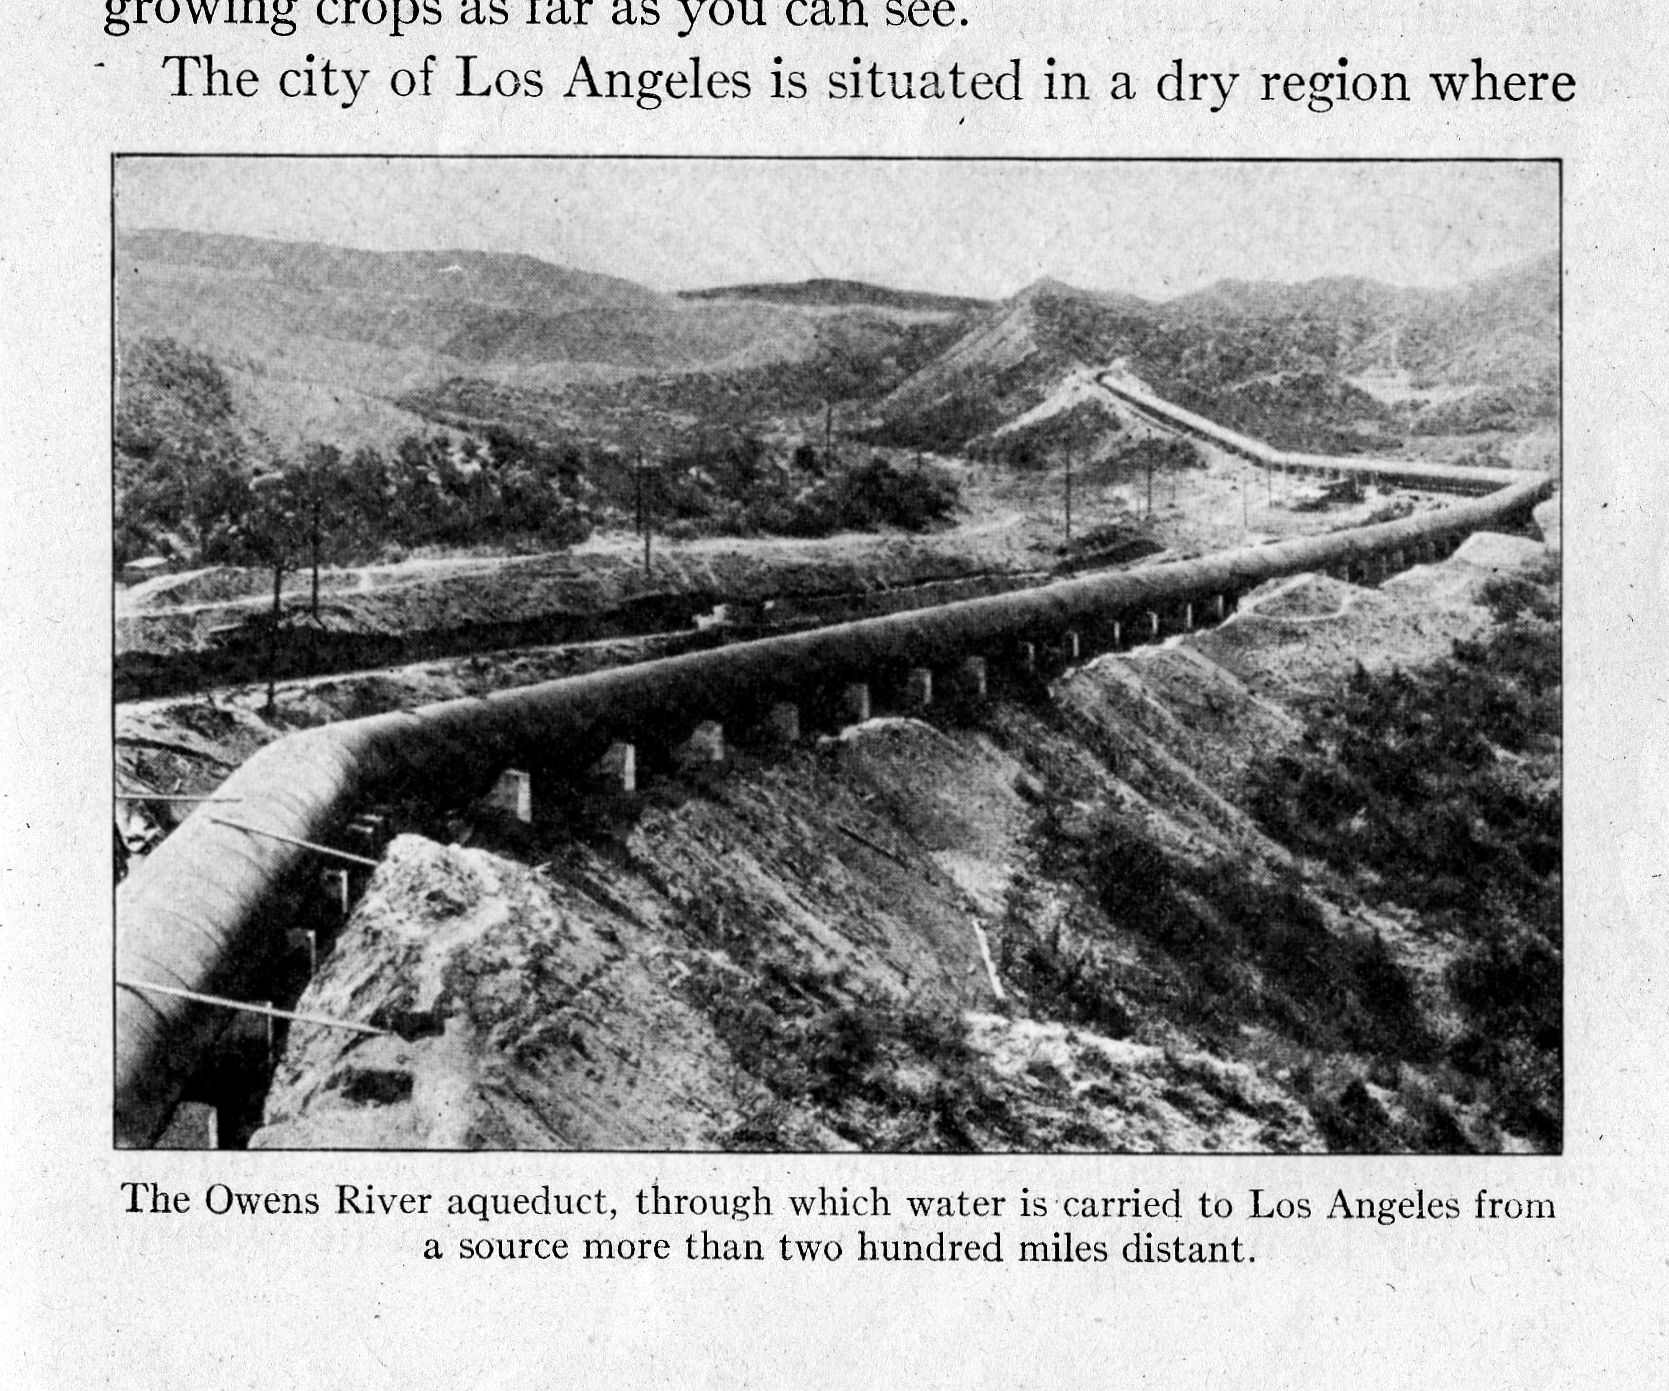 growing crops as far as you can see.
The city of Los Angeles is situated in a dry region where
The Owens River aqueduct, through which water is carried to Los Angeles from
a source more than two hundred miles distant.